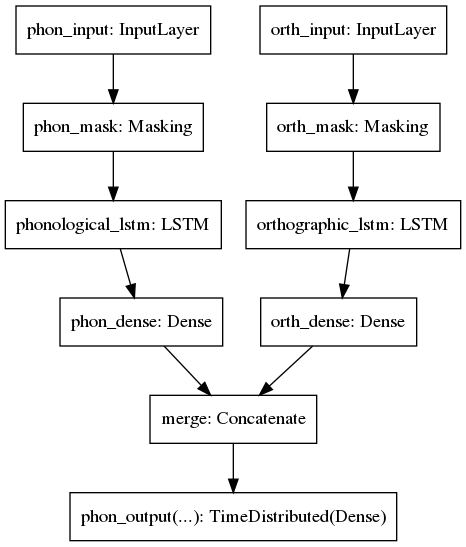 phon_input: InputLayer
orth_input: InputLayer
phon_mask: Masking
orth_mask: Masking
phonological_lstm: LSTM
orthographic_lstm: LSTM
phon_dense: Dense
orth_dense: Dense
merge: Concatenate
phon_output(...): TimeDistributed(Dense)